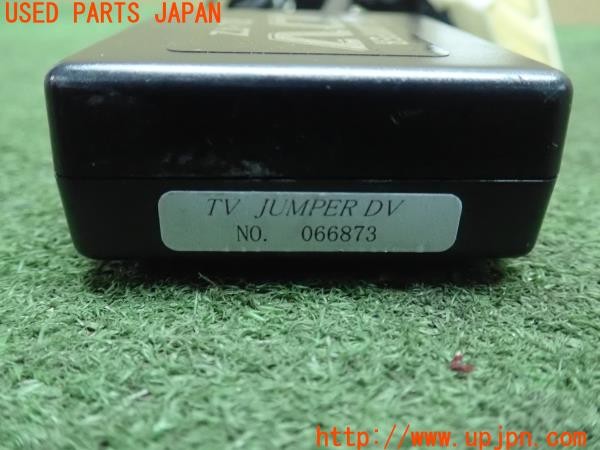 USED PARTS JAPAN
TV JUMPER DV
NO. 066873
http://www.upjpn.com